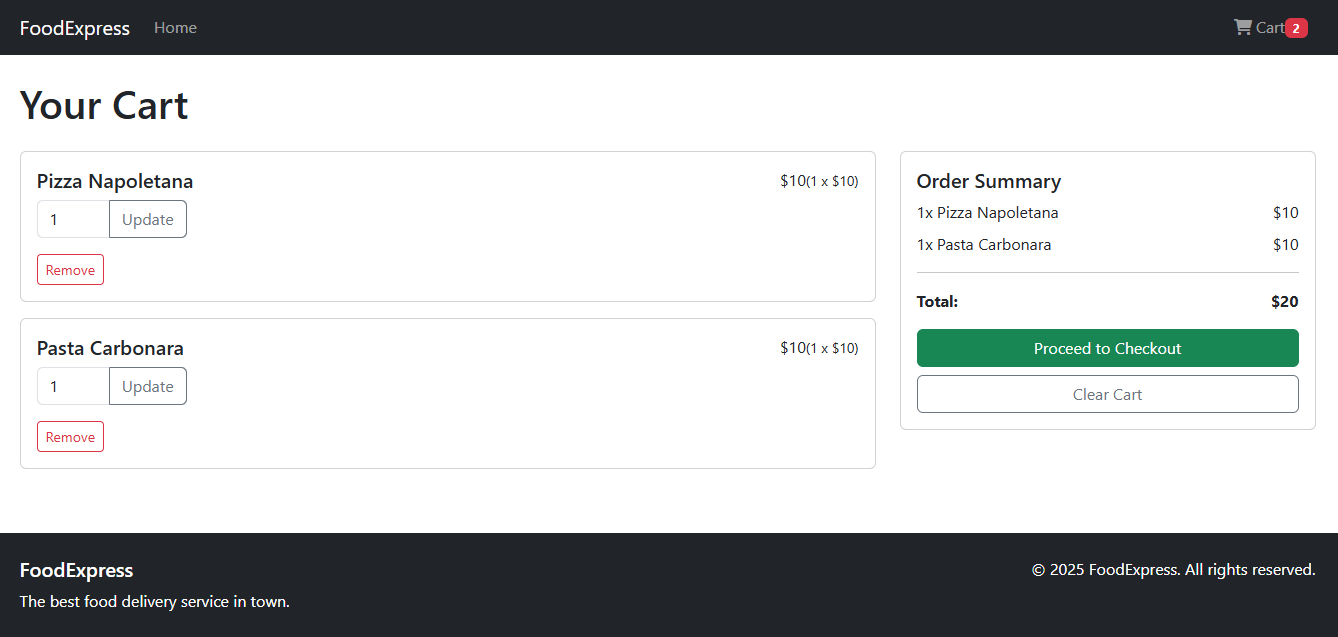 FoodExpress Home Cart 2
Your Cart
Pizza Napoletana $10(1 x $10)
1 Update
Remove
Pasta Carbonara $10(1 x $10)
1 Update
Remove
Order Summary
1x Pizza Napoletana $10
1x Pasta Carbonara $10
Total: $20
Proceed to Checkout
Clear Cart
FoodExpress
The best food delivery service in town.
© 2025 FoodExpress. All rights reserved.